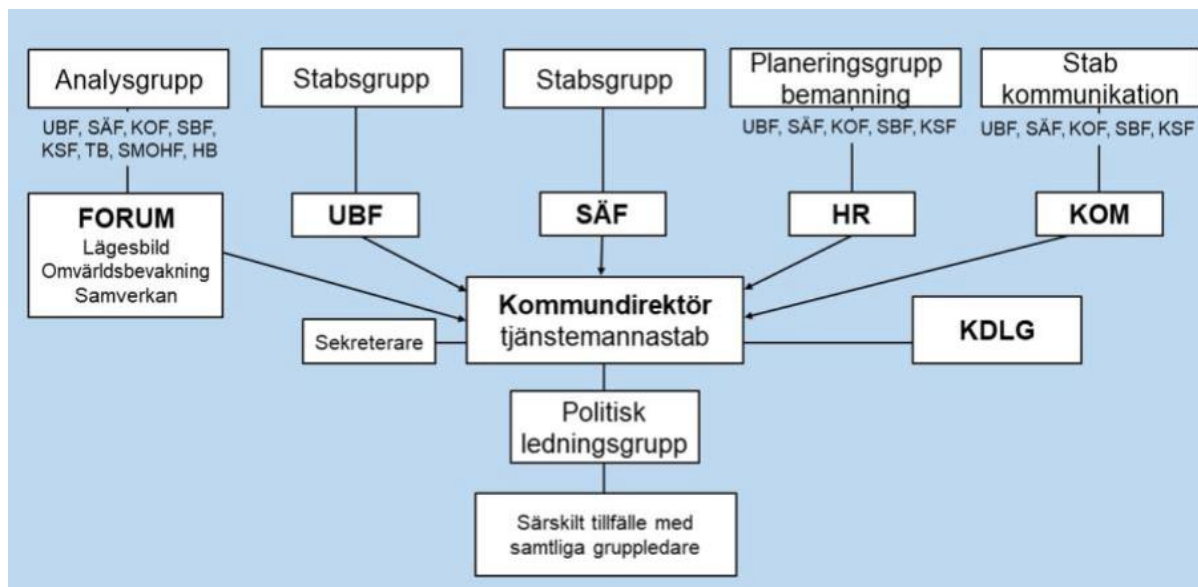 Analysgrupp
Stabsgrupp
Stabsgrupp
Planeringsgrupp
bemanning
Stab
kommunikation
UBF, SÄF, KOF, SBF,
KSF, TB, SMOHF, HB
UBF, SÄF, KOF, SBF, KSF
UBF, SÄF, KOF, SBF, KSF
FORUM
Lägesbild
Omvärldsbevakning
Samverkan
UBF
SÄF
HR
KOM
Kommundirektör
tjänstemannastab
Sekreterare
KDLG
Politisk
ledningsgrupp
Särskilt tillfälle med
samtliga gruppledare